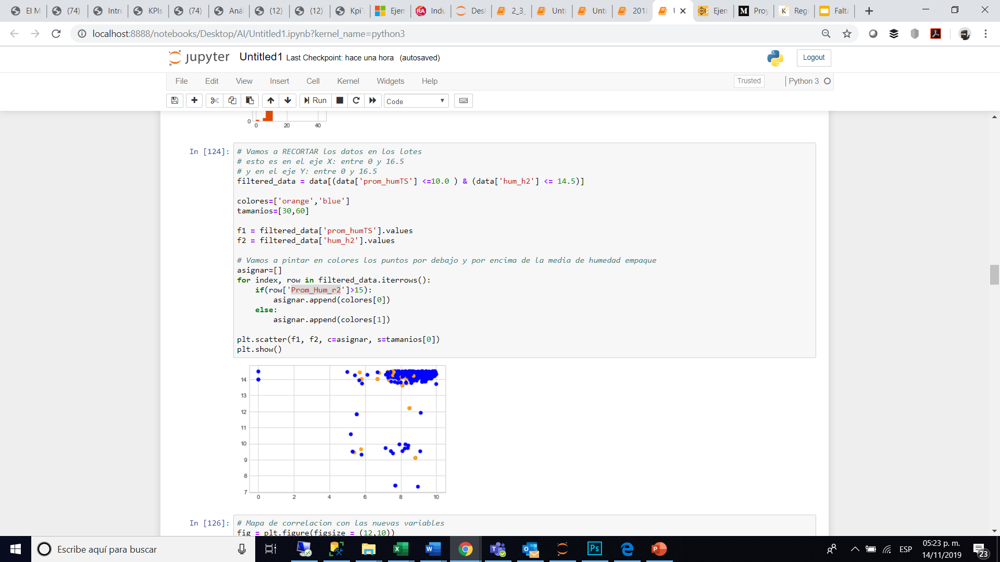 El M (74) Intro KPIs (74) Aná (12) (12) Kpi's Ejem Indu Des 2_3_ Unti Unti 2018 U Ejem Proy Reg Falta
localhost:8888/notebooks/Desktop/AI/Untitled1.ipynb?kernel_name=python3
jupyter Untitled1 Last Checkpoint: hace una hora (autosaved) Logout
File Edit View Insert Cell Kernel Widgets Help Trusted Python 3
Run Code
0
0 20 40
In [124]:
# Vamos a RECORTAR los datos en los lotes
# esto es en el eje X: entre 0 y 16.5
# y en el eje Y: entre 0 y 16.5
filtered_data = data[(data['prom_humTS'] <=10.0 ) & (data['hum_h2'] <= 14.5)]
colores=['orange','blue']
tamanios=[30,60]
f1 = filtered_data['prom_humTS'].values
f2 = filtered_data['hum_h2'].values
# Vamos a pintar en colores los puntos por debajo y por encima de la media de humedad empaque
asignar=[]
for index, row in filtered_data.iterrows():
    if(row['Prom_Hum_r2']>15):
        asignar.append(colores[0])
    else:
        asignar.append(colores[1])
plt.scatter(f1, f2, c=asignar, s=tamanios[0])
plt.show()
14
13
12
11
10
9
8
7
0 2 4 6 8 10
In [126]:
# Mapa de correlacion con las nuevas variables
fig = plt.figure(figsize = (12,10))
Escribe aquí para buscar
ESP
05:23 p. m.
14/11/2019
23